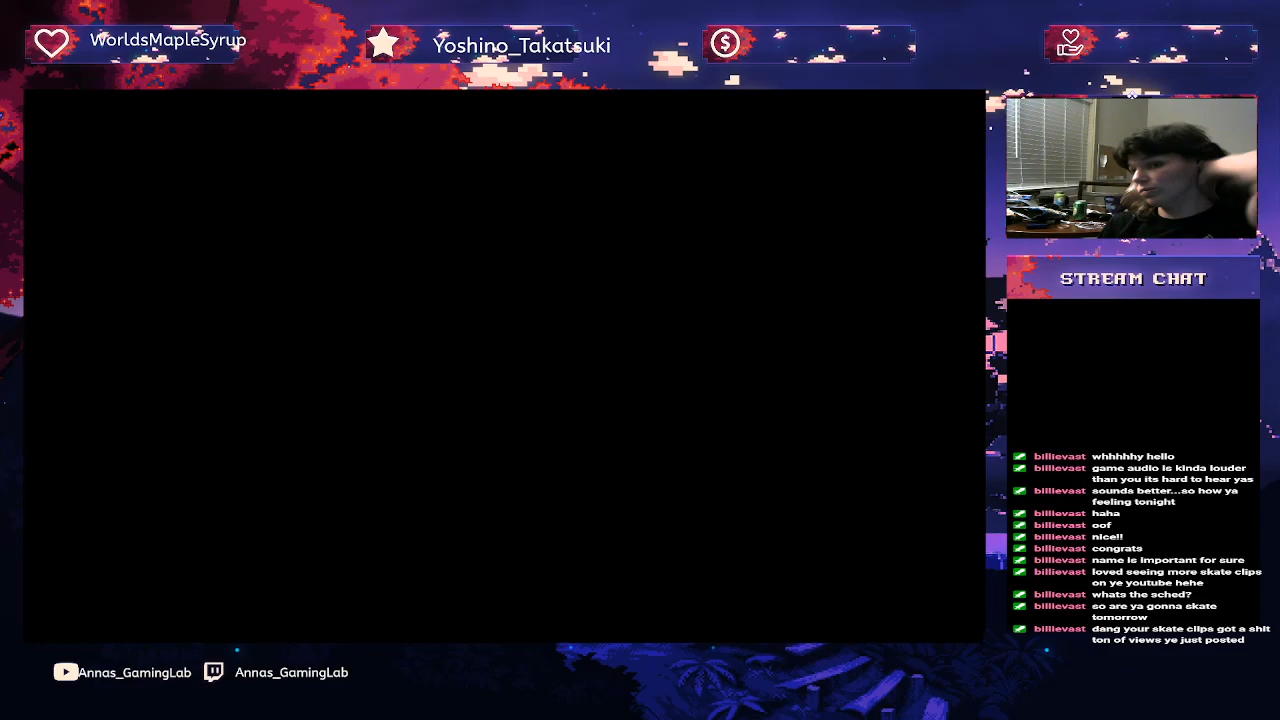 WorldsMapleSyrup
Yoshino_Takatsuki
STREAM CHAT
billievast whhhhhy hello
billievast game audio is kinda louder
than you its hard to hear yas
billievast sounds better...so how ya
feeling tonight
billievast haha
billievast oof
billievast nice!!
billievast congrats
billievast name is important for sure
billievast loved seeing more skate clips
on ye youtube hehe
billievast whats the sched?
billievast so are ya gonna skate
tomorrow
billievast dang your skate clips got a shit
ton of views ye just posted
Annas_GamingLab
Annas_GamingLab